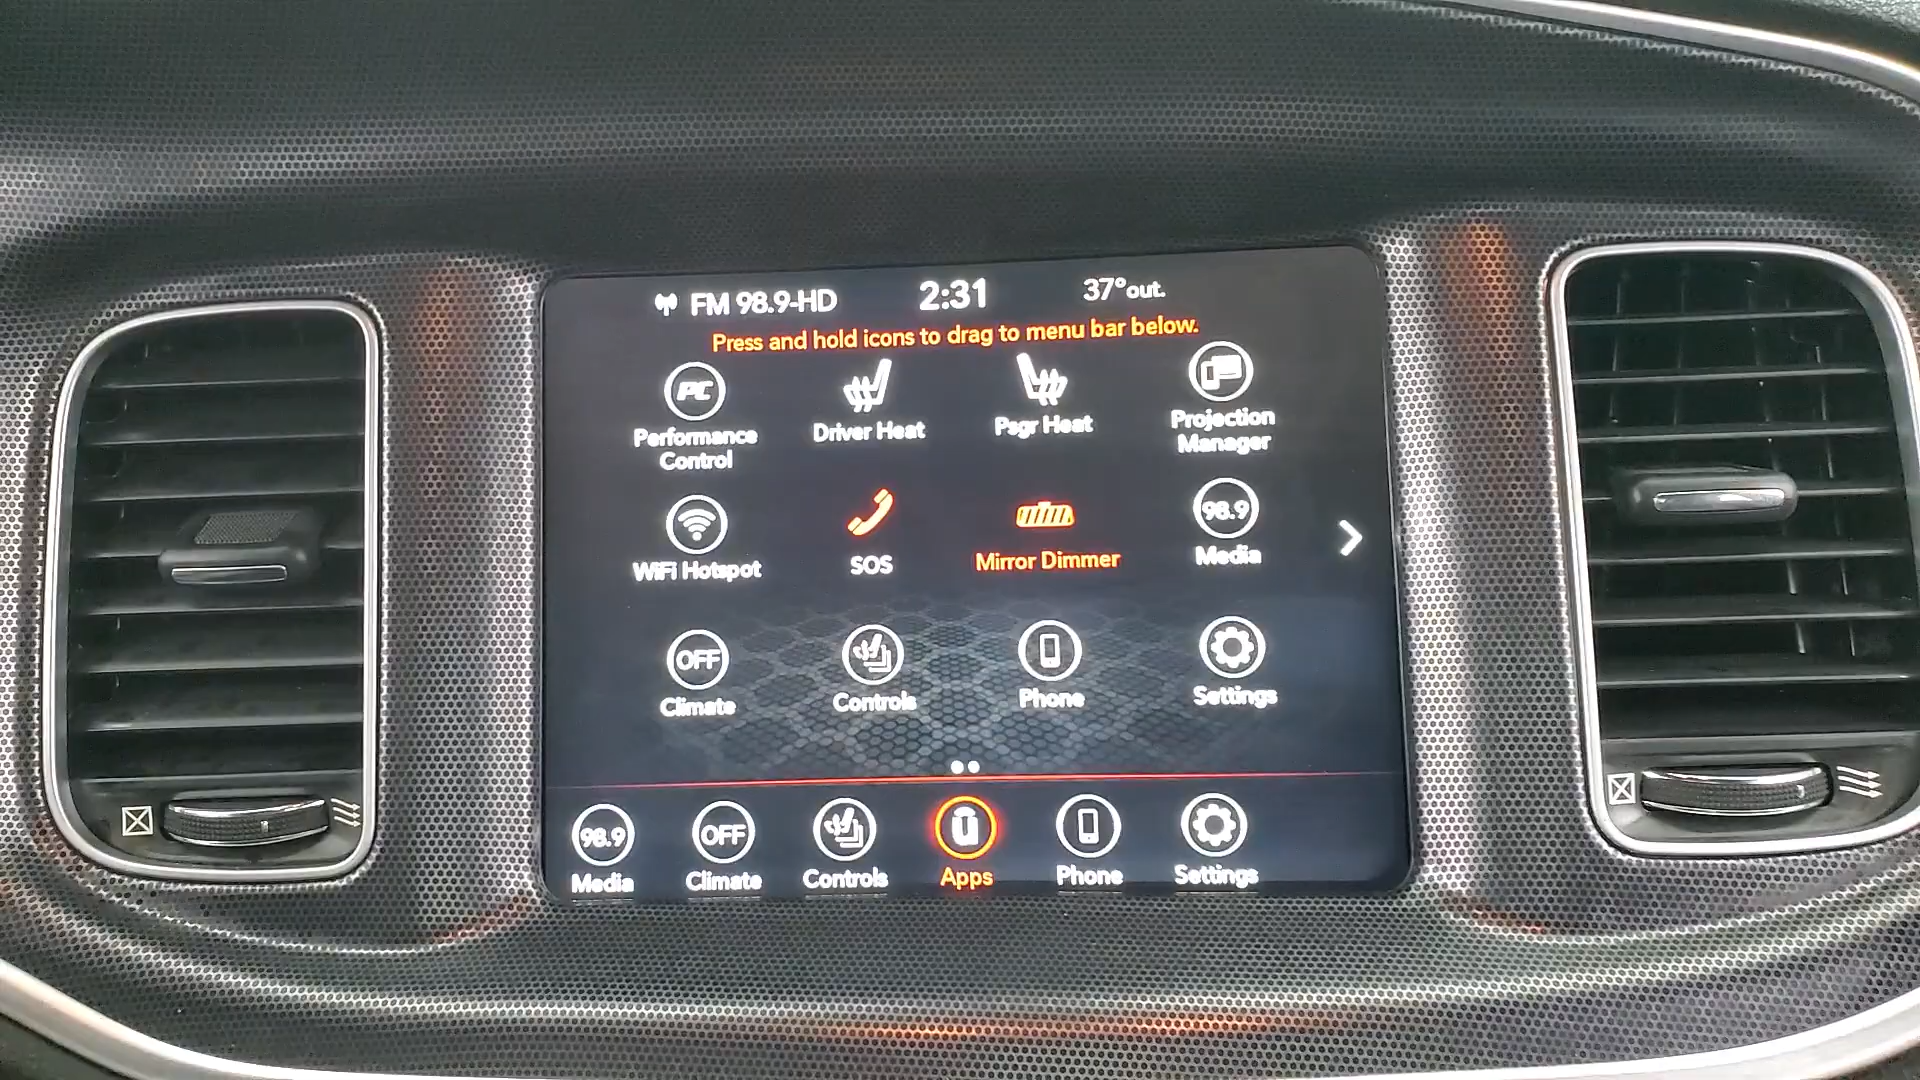 FM 98.9-HD 2:31 37°out.
Press and hold icons to drag to menu bar below.
PC
Performance
Control
Driver Heat
Psgr Heat
Projection
Manager
WiFi Hotspot
SOS
Mirror Dimmer
98.9
Media
OFF
Climate
Controls
Phone
Settings
98.9
Media
OFF
Climate
Controls
Apps
Phone
Settings